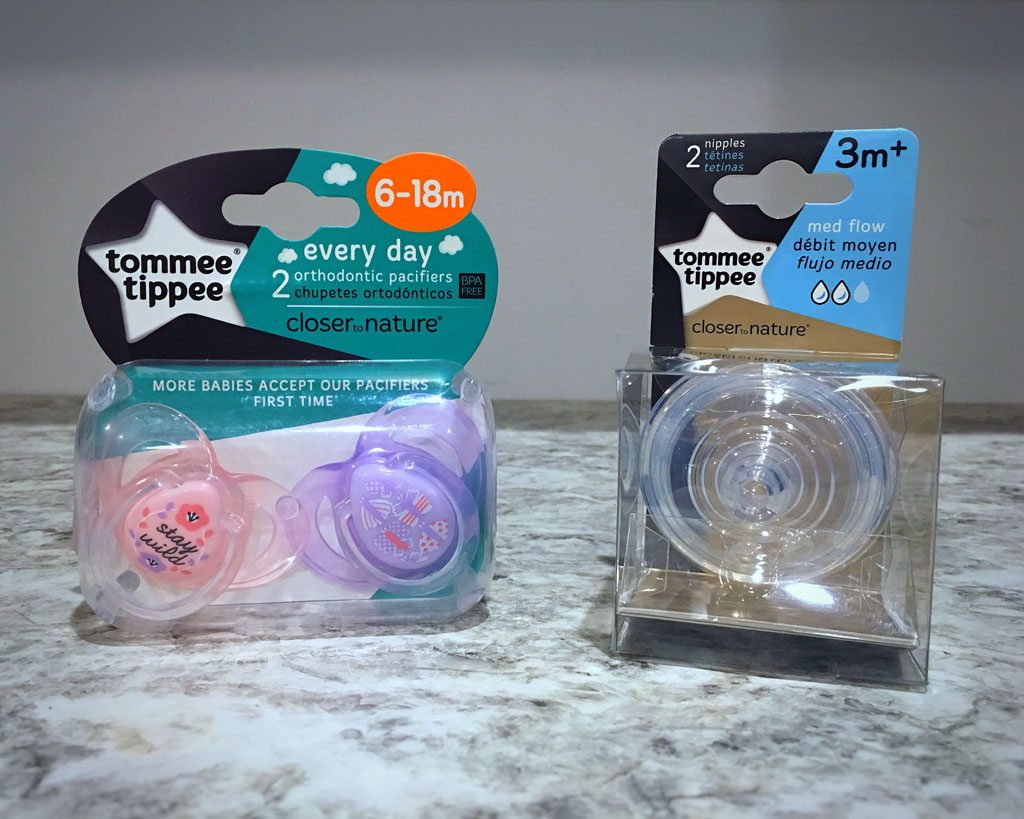 tommee®
tippee
6-18m
every day
2 orthodontic pacifiers
chupetes ortodônticos
BPA
FREE
closer to nature®
MORE BABIES ACCEPT OUR PACIFIERS
FIRST TIME*
stay
wild
2 nipples
tétines
tetinas
3m+
tommee®
tippee
med flow
débit moyen
flujo medio
closer to nature®